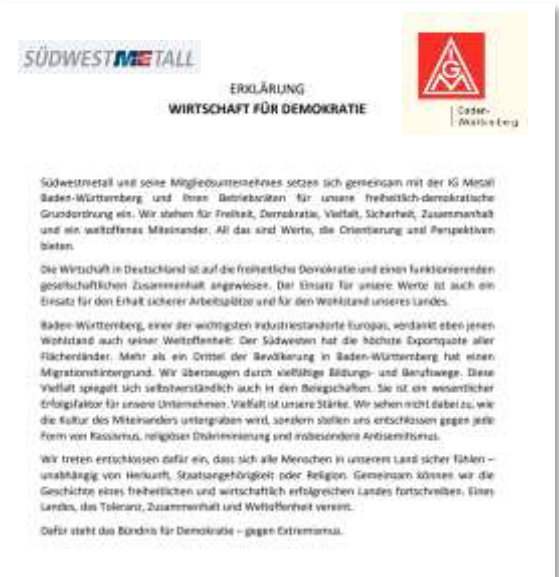 SÜDWESTMETALL
IGM
Baden-
Württemberg
ERKLÄRUNG
WIRTSCHAFT FÜR DEMOKRATIE
Südwestmetall und seine Mitgliedsunternehmen setzen sich gemeinsam mit der IG Metall
Baden-Württemberg und ihren Betriebsräten für unsere freiheitlich-demokratische
Grundordnung ein. Wir stehen für Freiheit, Demokratie, Vielfalt, Sicherheit, Zusammenhalt
und ein weltoffenes Miteinander. All das sind Werte, die Orientierung und Perspektiven
bieten.
Die Wirtschaft in Deutschland ist auf die freiheitliche Demokratie und einen funktionierenden
gesellschaftlichen Zusammenhalt angewiesen. Der Einsatz für unsere Werte ist auch ein
Einsatz für den Erhalt sicherer Arbeitsplätze und für den Wohlstand unseres Landes.
Baden-Württemberg, einer der wichtigsten Industriestandorte Europas, verdankt eben jenen
Wohlstand auch seiner Weltoffenheit: Der Südwesten hat die höchste Exportquote aller
Flächenländer. Mehr als ein Drittel der Bevölkerung in Baden-Württemberg hat einen
Migrationshintergrund. Wir überzeugen durch vielfältige Bildungs- und Berufswege. Diese
Vielfalt spiegelt sich selbstverständlich auch in den Belegschaften. Sie ist ein wesentlicher
Erfolgsfaktor für unsere Unternehmen. Vielfalt ist unsere Stärke. Wir sehen nicht dabei zu, wie
die Kultur des Miteinanders untergraben wird, sondern stellen uns entschlossen gegen jede
Form von Rassismus, religiösen Diskriminierung und insbesondere Antisemitismus.
Wir treten entschlossen dafür ein, dass sich alle Menschen in unserem Land sicher fühlen –
unabhängig von Herkunft, Staatsangehörigkeit oder Religion. Gemeinsam können wir die
Geschichte eines freiheitlichen und wirtschaftlich erfolgreichen Landes fortschreiben. Eines
Landes, das Toleranz, Zusammenhalt und Weltoffenheit vereint.
Dafür steht das Bündnis für Demokratie – gegen Extremismus.